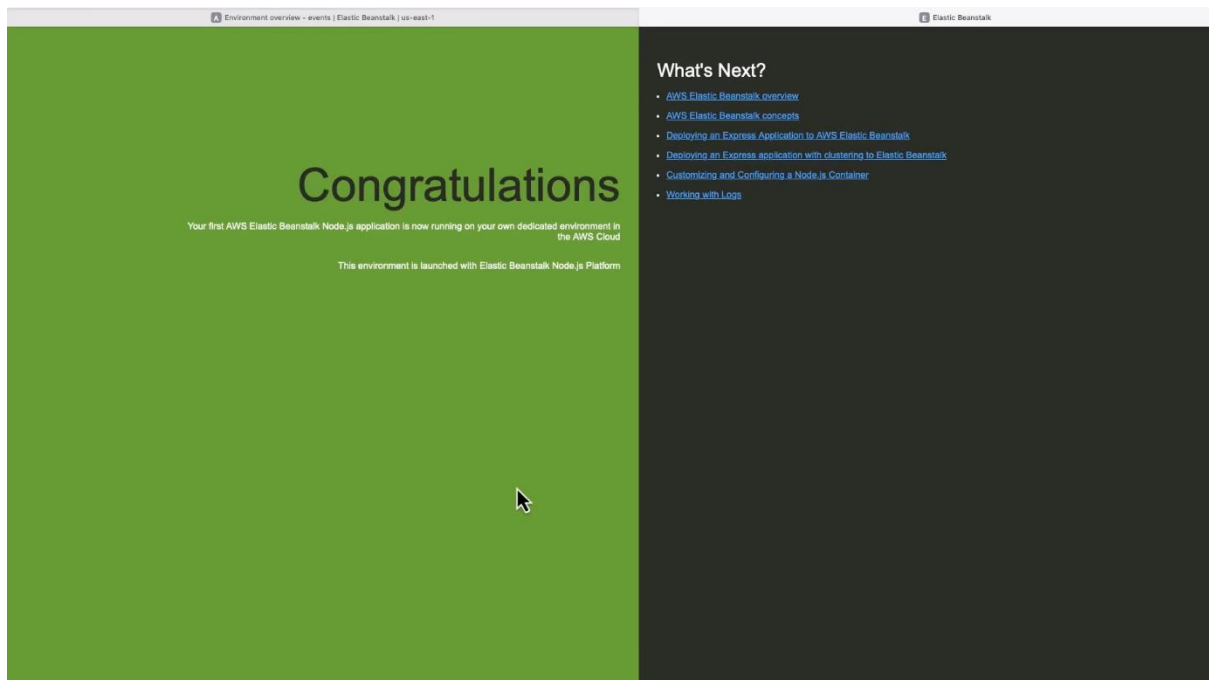 Environment overview - events | Elastic Beanstalk | us-east-1
Elastic Beanstalk
Congratulations
Your first AWS Elastic Beanstalk Node.js application is now running on your own dedicated environment in
the AWS Cloud
This environment is launched with Elastic Beanstalk Node.js Platform
What's Next?
AWS Elastic Beanstalk overview
AWS Elastic Beanstalk concepts
Deploying an Express Application to AWS Elastic Beanstalk
Deploying an Express application with clustering to Elastic Beanstalk
Customizing and Configuring a Node.js Container
Working with Logs